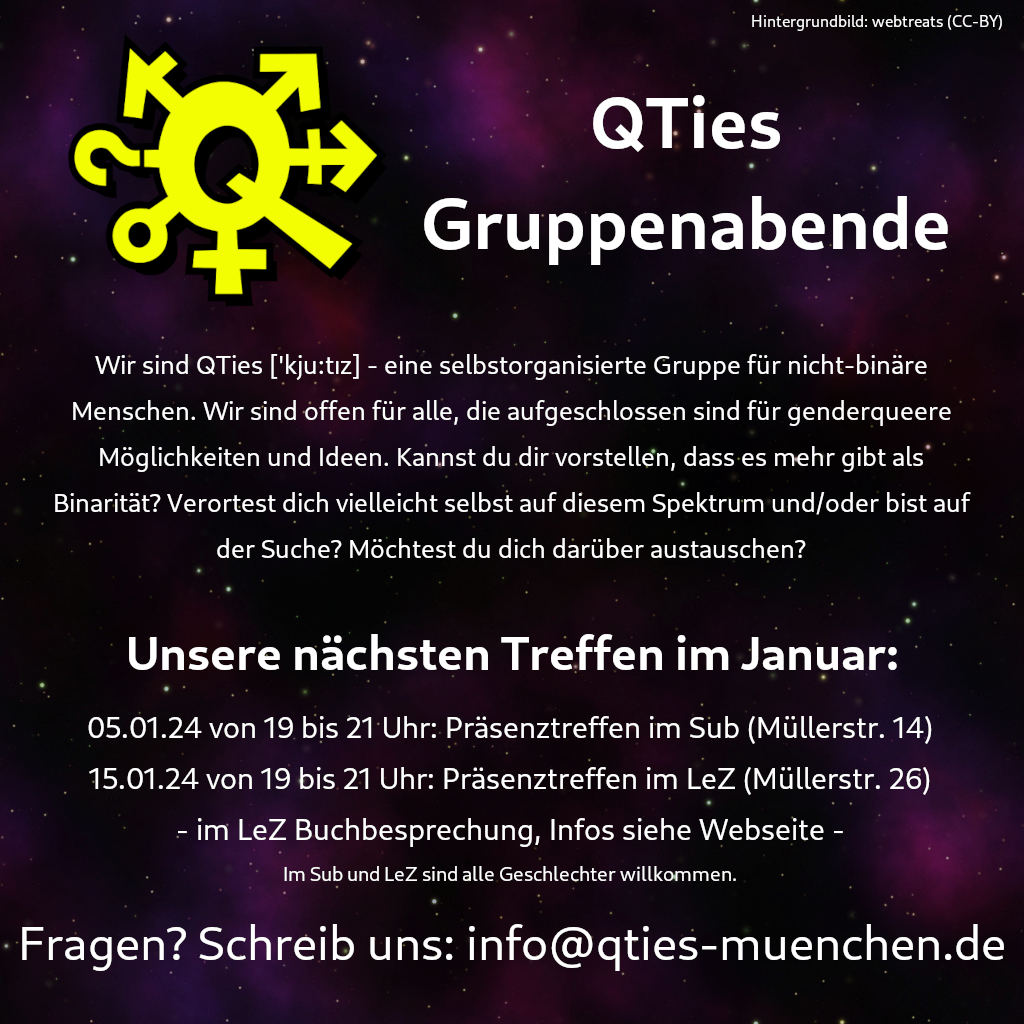 Hintergrundbild: webtreats (CC-BY)
QTies
Gruppenabende
Wir sind QTies ['kju:tɪz] - eine selbstorganisierte Gruppe für nicht-binäre
Menschen. Wir sind offen für alle, die aufgeschlossen sind für genderqueere
Möglichkeiten und Ideen. Kannst du dir vorstellen, dass es mehr gibt als
Binarität? Verortest dich vielleicht selbst auf diesem Spektrum und/oder bist auf
der Suche? Möchtest du dich darüber austauschen?
Unsere nächsten Treffen im Januar:
05.01.24 von 19 bis 21 Uhr: Präsenztreffen im Sub (Müllerstr. 14)
15.01.24 von 19 bis 21 Uhr: Präsenztreffen im LeZ (Müllerstr. 26)
- im LeZ Buchbesprechung, Infos siehe Webseite -
Im Sub und LeZ sind alle Geschlechter willkommen.
Fragen? Schreib uns: info@qties-muenchen.de